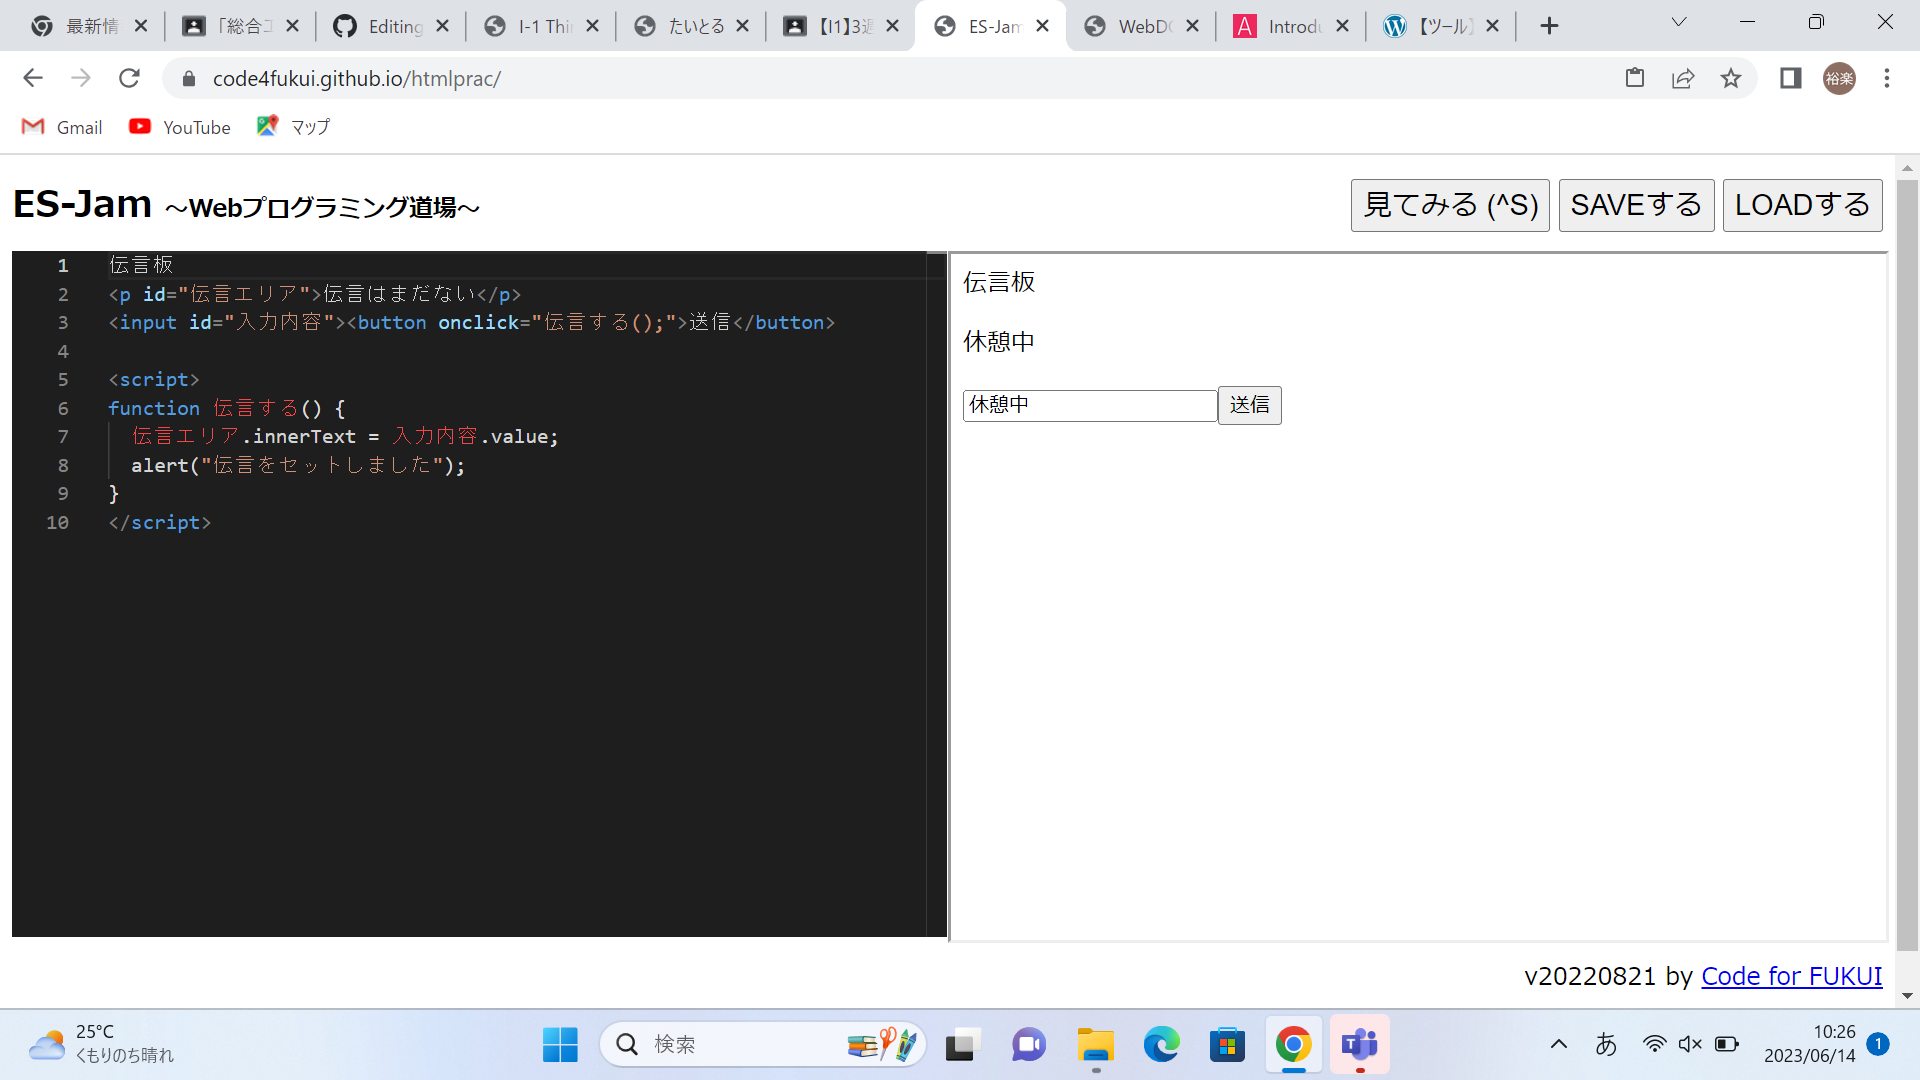 最新情
「総合コ
Editing
I-1 Thi
たいとる
【I1】3週
ES-Jam
WebD
Introdu
【ツール】
code4fukui.github.io/htmlprac/
裕楽
Gmail
YouTube
マップ
ES-Jam ～Webプログラミング道場～
見てみる (^S)
SAVEする
LOADする
1 伝言板
2 <p id="伝言エリア">伝言はまだない</p>
3 <input id="入力内容"><button onclick="伝言する();">送信</button>
4
5 <script>
6 function 伝言する() {
7 伝言エリア.innerText = 入力内容.value;
8 alert("伝言をセットしました");
9 }
10 </script>
伝言板
休憩中
休憩中 送信
v20220821 by Code for FUKUI
25°C
くもりのち晴れ
検索
あ
10:26
2023/06/14
1